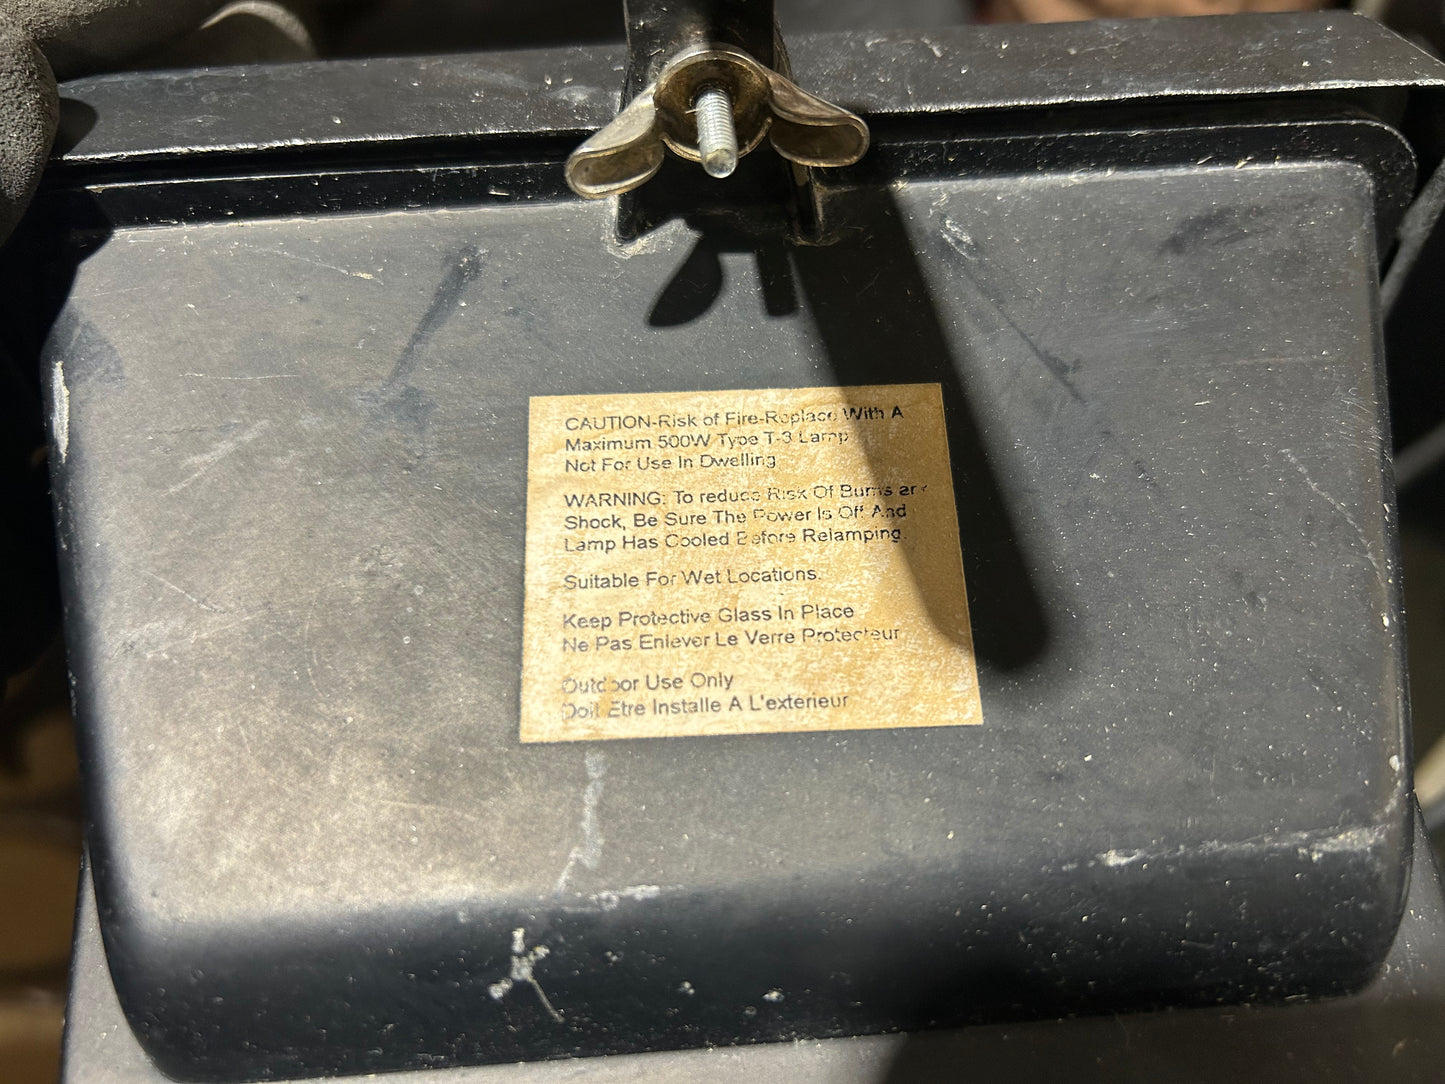 CAUTION-Risk of Fire-Replace With A
Maximum 500W Type T-3 Lamp
Not For Use In Dwelling
WARNING: To reduce Risk Of Burns and
Shock, Be Sure The Power Is Off And
Lamp Has Cooled Before Relamping.
Suitable For Wet Locations.
Keep Protective Glass In Place
Ne Pas Enlever Le Verre Protecteur
Outdoor Use Only
Doit Etre Installe A L'exterieur